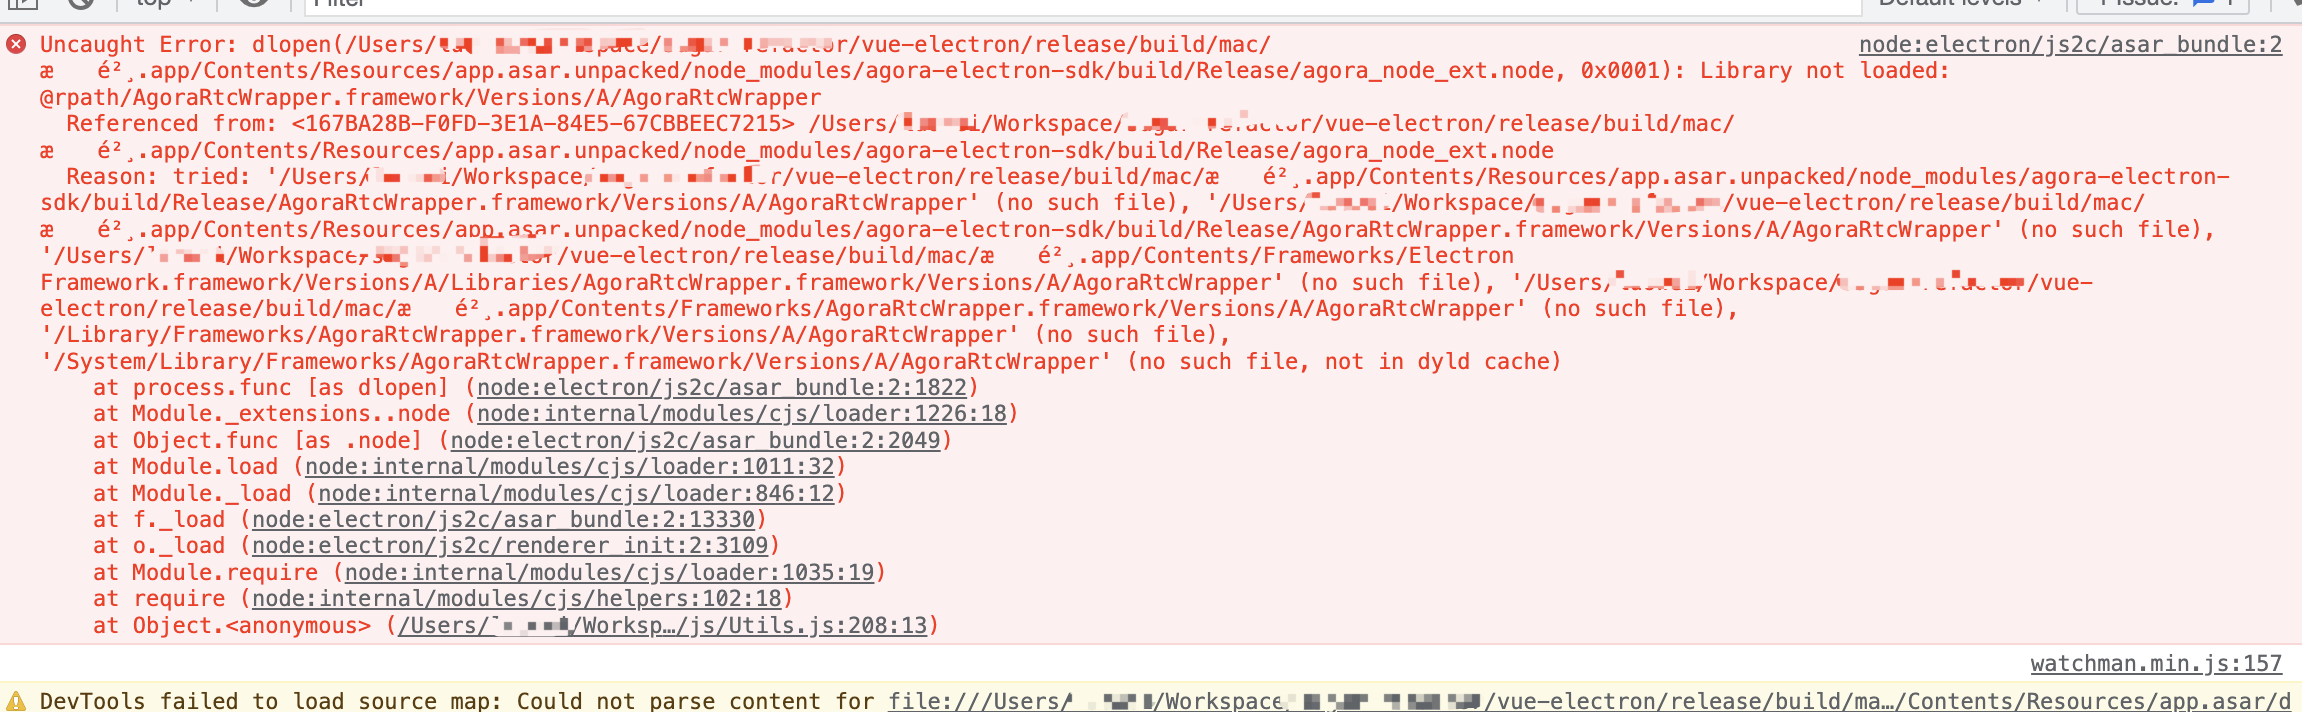 top
Filter
Default levels
1 Issue: 1
Uncaught Error: dlopen(/Users/ /vue-electron/release/build/mac/ node:electron/js2c/asar_bundle:2
æ é²¸.app/Contents/Resources/app.asar.unpacked/node_modules/agora-electron-sdk/build/Release/agora_node_ext.node, 0x0001): Library not loaded:
@rpath/AgoraRtcWrapper.framework/Versions/A/AgoraRtcWrapper
Referenced from: <167BA28B-F0FD-3E1A-84E5-67CBBEEC7215> /Users/ /Workspace/ /vue-electron/release/build/mac/
æ é²¸.app/Contents/Resources/app.asar.unpacked/node_modules/agora-electron-sdk/build/Release/agora_node_ext.node
Reason: tried: '/Users/ /Workspace/ /vue-electron/release/build/mac/æ é²¸.app/Contents/Resources/app.asar.unpacked/node_modules/agora-electron-
sdk/build/Release/AgoraRtcWrapper.framework/Versions/A/AgoraRtcWrapper' (no such file), '/Users/ /Workspace/ /vue-electron/release/build/mac/
æ é²¸.app/Contents/Resources/app.asar.unpacked/node_modules/agora-electron-sdk/build/Release/AgoraRtcWrapper.framework/Versions/A/AgoraRtcWrapper' (no such file),
'/Users/ /Workspace/ /vue-electron/release/build/mac/æ é²¸.app/Contents/Frameworks/Electron
Framework.framework/Versions/A/Libraries/AgoraRtcWrapper.framework/Versions/A/AgoraRtcWrapper' (no such file), '/Users/ /Workspace/ /vue-
electron/release/build/mac/æ é²¸.app/Contents/Frameworks/AgoraRtcWrapper.framework/Versions/A/AgoraRtcWrapper' (no such file),
'/Library/Frameworks/AgoraRtcWrapper.framework/Versions/A/AgoraRtcWrapper' (no such file),
'/System/Library/Frameworks/AgoraRtcWrapper.framework/Versions/A/AgoraRtcWrapper' (no such file, not in dyld cache)
at process.func [as dlopen] (node:electron/js2c/asar_bundle:2:1822)
at Module._extensions..node (node:internal/modules/cjs/loader:1226:18)
at Object.func [as .node] (node:electron/js2c/asar_bundle:2:2049)
at Module.load (node:internal/modules/cjs/loader:1011:32)
at Module._load (node:internal/modules/cjs/loader:846:12)
at f._load (node:electron/js2c/asar_bundle:2:13330)
at o._load (node:electron/js2c/renderer_init:2:3109)
at Module.require (node:internal/modules/cjs/loader:1035:19)
at require (node:internal/modules/cjs/helpers:102:18)
at Object.<anonymous> (/Users/ /Worksp…/js/Utils.js:208:13)
watchman.min.js:157
DevTools failed to load source map: Could not parse content for file:///Users/ /Workspace /vue-electron/release/build/ma…/Contents/Resources/app.asar/d